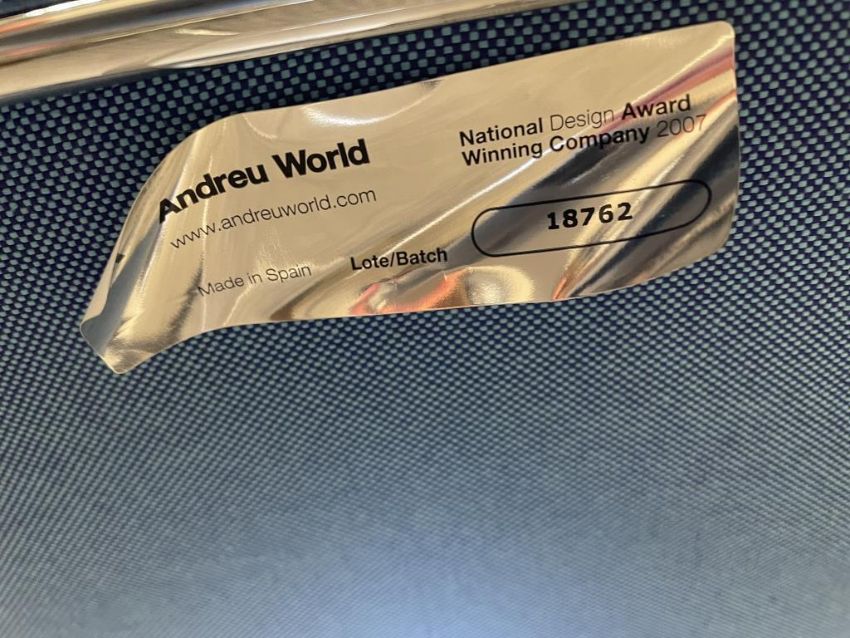 Andreu World
www.andreuworld.com
Made in Spain
National Design Award
Winning Company 2007
Lote/Batch
18762